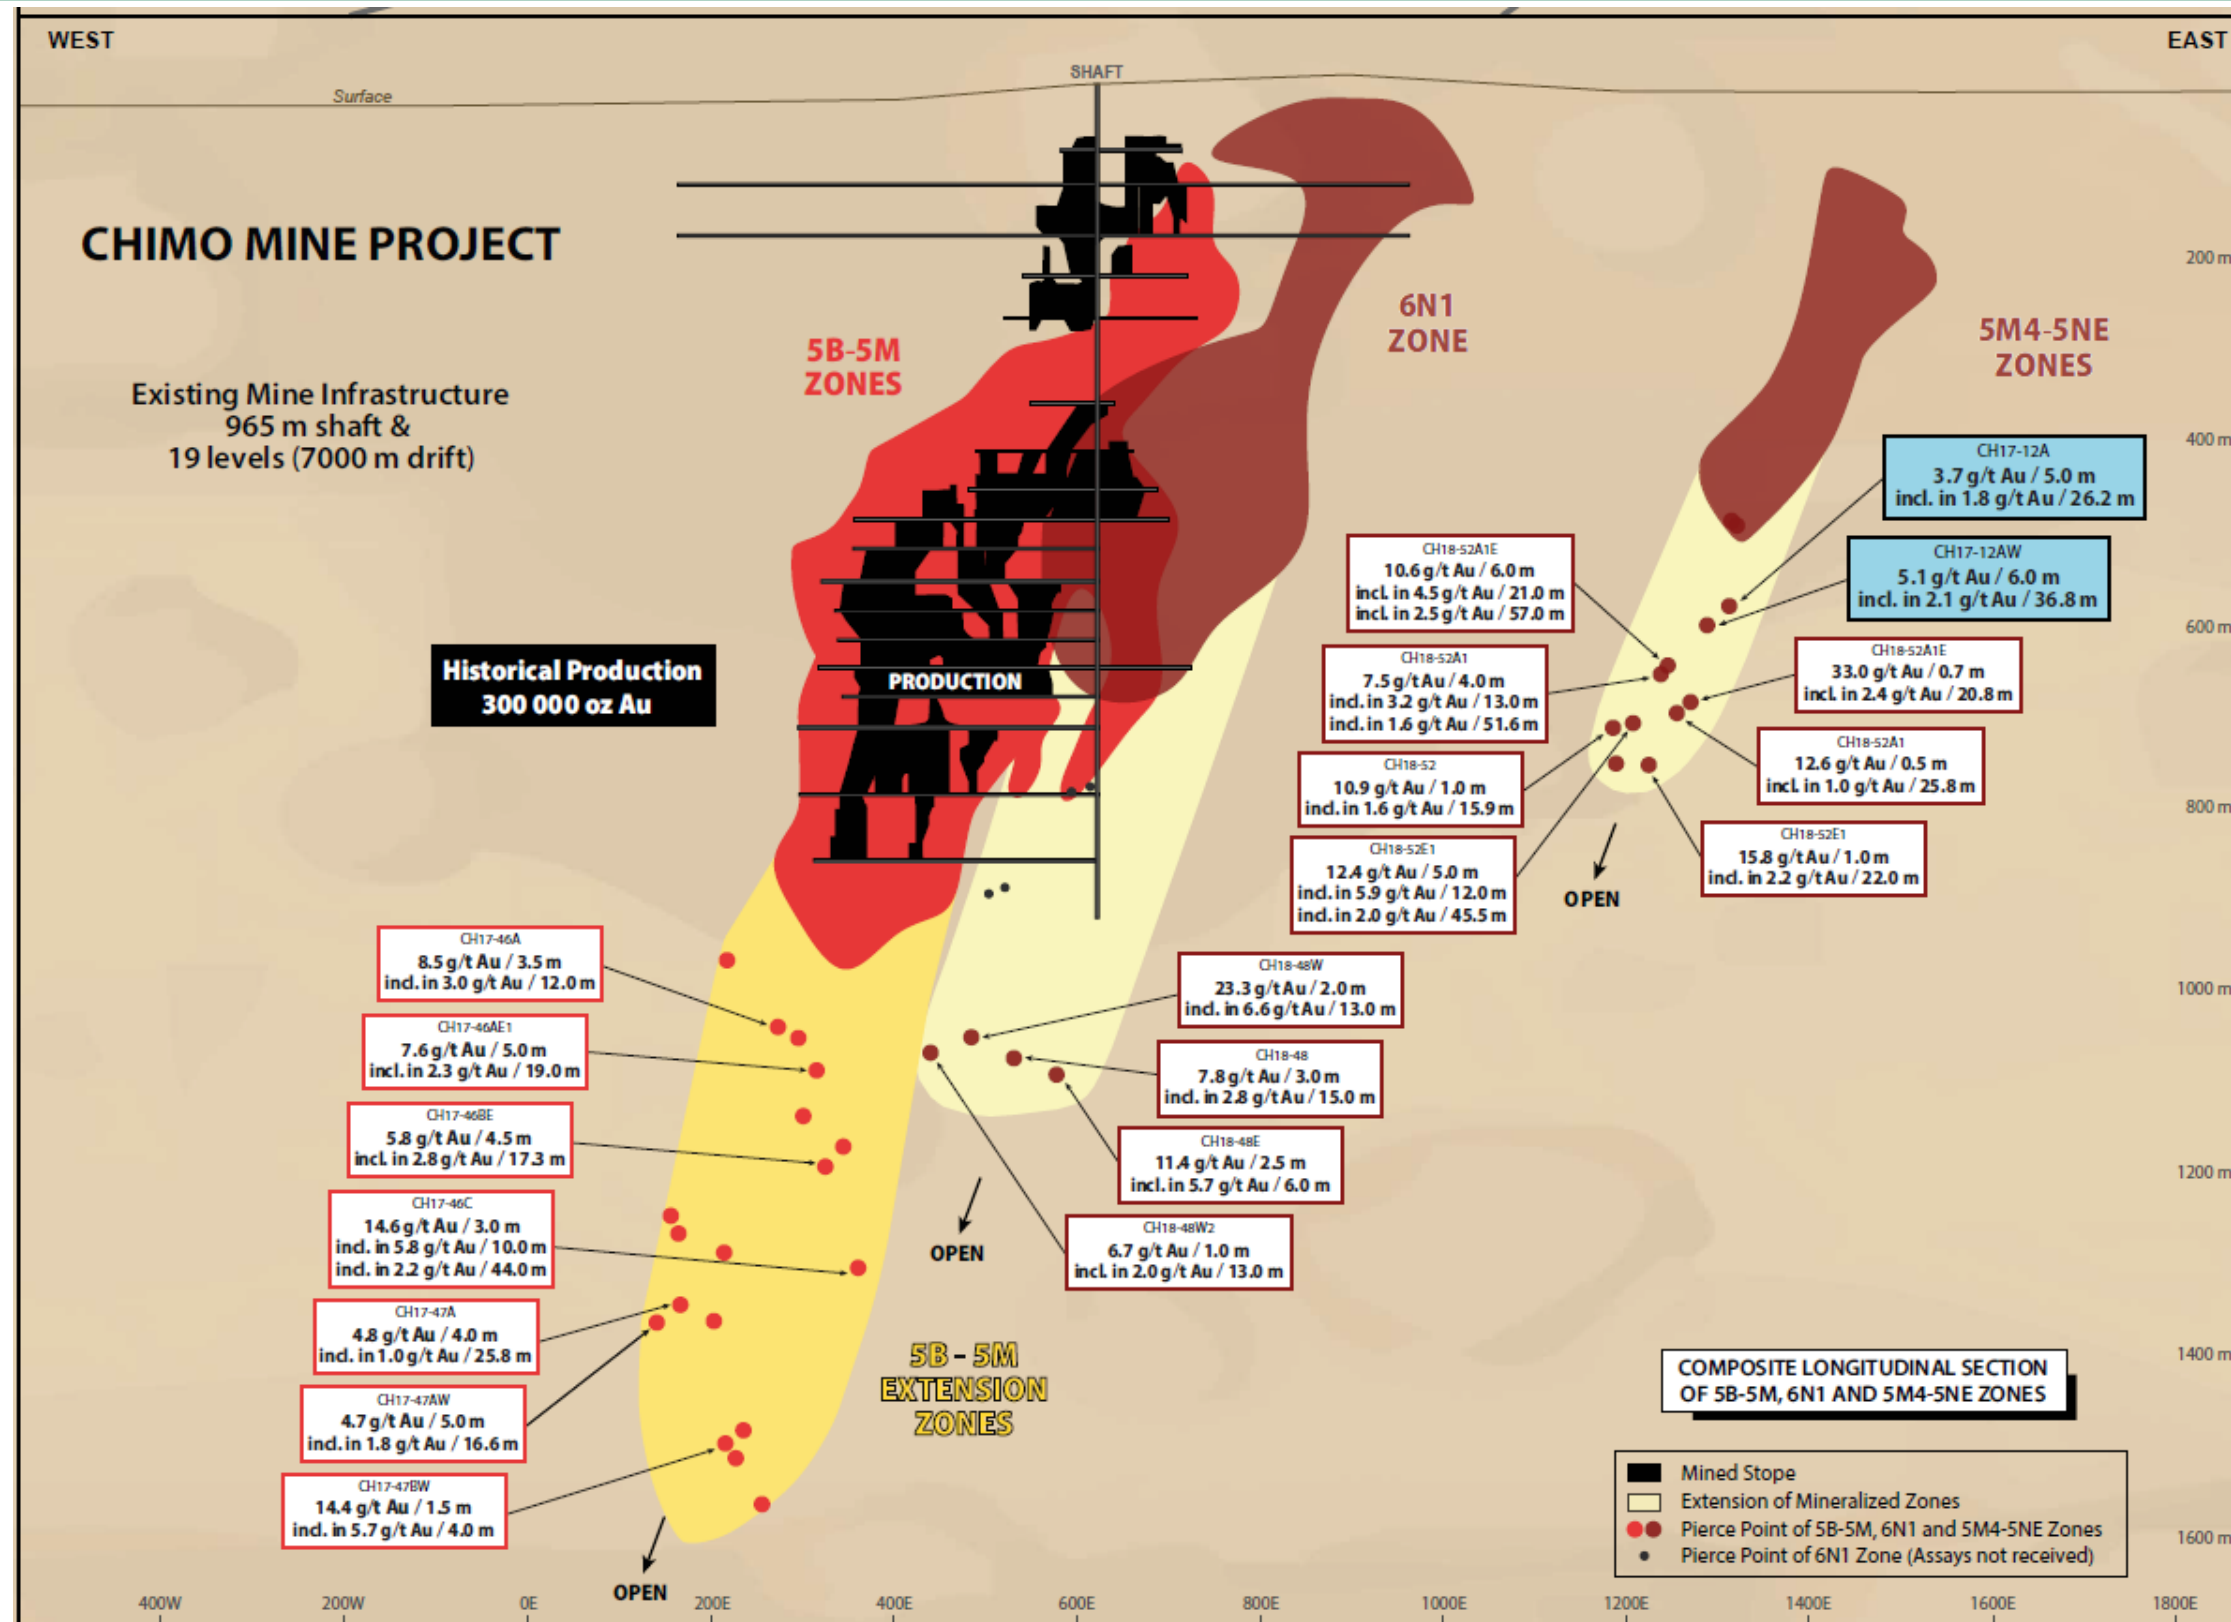 WEST
EAST
SHAFT
Surface
CHIMO MINE PROJECT
200 m
6N1
ZONE
5M4-5NE
ZONES
5B-5M
ZONES
Existing Mine Infrastructure
965 m shaft &
19 levels (7000 m drift)
400 m
CH17-12A
3.7 g/t Au / 5.0 m
incl. in 1.8 g/t Au / 26.2 m
CH17-12AW
5.1 g/t Au / 6.0 m
incl. in 2.1 g/t Au / 36.8 m
CH18-52A1E
10.6 g/t Au / 6.0 m
incl. in 4.5 g/t Au / 21.0 m
incl. in 2.5 g/t Au / 57.0 m
600 m
Historical Production
300 000 oz Au
PRODUCTION
CH18-52A1
7.5 g/t Au / 4.0 m
incl. in 3.2 g/t Au / 13.0 m
incl. in 1.6 g/t Au / 51.6 m
CH18-52A1E
33.0 g/t Au / 0.7 m
incl. in 2.4 g/t Au / 20.8 m
CH18-52
10.9 g/t Au / 1.0 m
incl. in 1.6 g/t Au / 15.9 m
CH18-52A1
12.6 g/t Au / 0.5 m
incl. in 1.0 g/t Au / 25.8 m
800 m
CH18-52E1
12.4 g/t Au / 5.0 m
incl. in 5.9 g/t Au / 12.0 m
incl. in 2.0 g/t Au / 45.5 m
CH18-52E1
15.8 g/t Au / 1.0 m
incl. in 2.2 g/t Au / 22.0 m
OPEN
CH17-46A
8.5 g/t Au / 3.5 m
incl. in 3.0 g/t Au / 12.0 m
CH18-48W
23.3 g/t Au / 2.0 m
incl. in 6.6 g/t Au / 13.0 m
1000 m
CH17-46AE1
7.6 g/t Au / 5.0 m
incl. in 2.3 g/t Au / 19.0 m
CH18-48
7.8 g/t Au / 3.0 m
incl. in 2.8 g/t Au / 15.0 m
CH17-46BE
5.8 g/t Au / 4.5 m
incl. in 2.8 g/t Au / 17.3 m
CH18-48E
11.4 g/t Au / 2.5 m
incl. in 5.7 g/t Au / 6.0 m
1200 m
CH17-46C
14.6 g/t Au / 3.0 m
incl. in 5.8 g/t Au / 10.0 m
incl. in 2.2 g/t Au / 44.0 m
OPEN
CH18-48W2
6.7 g/t Au / 1.0 m
incl. in 2.0 g/t Au / 13.0 m
CH17-47A
4.8 g/t Au / 4.0 m
incl. in 1.0 g/t Au / 25.8 m
5B - 5M
EXTENSION
ZONES
1400 m
COMPOSITE LONGITUDINAL SECTION
OF 5B-5M, 6N1 AND 5M4-5NE ZONES
CH17-47AW
4.7 g/t Au / 5.0 m
incl. in 1.8 g/t Au / 16.6 m
CH17-47BW
14.4 g/t Au / 1.5 m
incl. in 5.7 g/t Au / 4.0 m
Mined Stope
Extension of Mineralized Zones
Pierce Point of 5B-5M, 6N1 and 5M4-5NE Zones
Pierce Point of 6N1 Zone (Assays not received)
1600 m
OPEN
400W 200W 0E 200E 400E 600E 800E 1000E 1200E 1400E 1600E 1800E